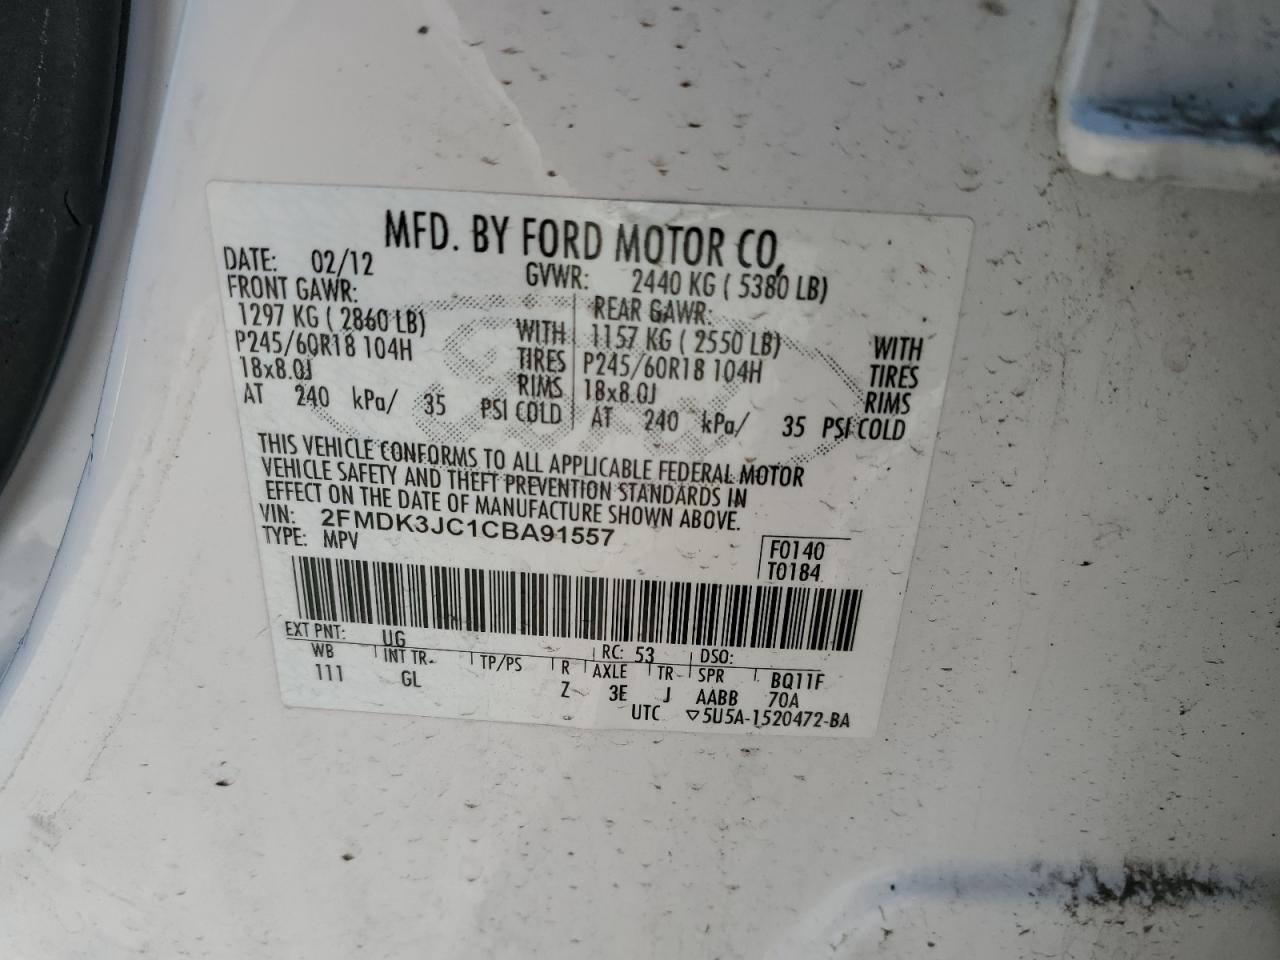 MFD. BY FORD MOTOR CO.
DATE: 02/12 GVWR: 2440 KG ( 5380 LB)
FRONT GAWR: REAR GAWR:
1297 KG ( 2860 LB) WITH 1157 KG ( 2550 LB) WITH
P245/60R18 104H TIRES P245/60R18 104H TIRES
18x8.0J RIMS 18x8.0J RIMS
AT 240 kPa/ 35 PSI COLD AT 240 kPa/ 35 PSI COLD
THIS VEHICLE CONFORMS TO ALL APPLICABLE FEDERAL MOTOR
VEHICLE SAFETY AND THEFT PREVENTION STANDARDS IN
EFFECT ON THE DATE OF MANUFACTURE SHOWN ABOVE.
VIN: 2FMDK3JC1CBA91557
TYPE: MPV
F0140
T0184
EXT PNT: UG RC: 53 DSO:
WB INT TR TP/PS R AXLE TR SPR BQ11F
111 GL Z 3E J AABB 70A
UTC ▽5U5A-1520472-BA